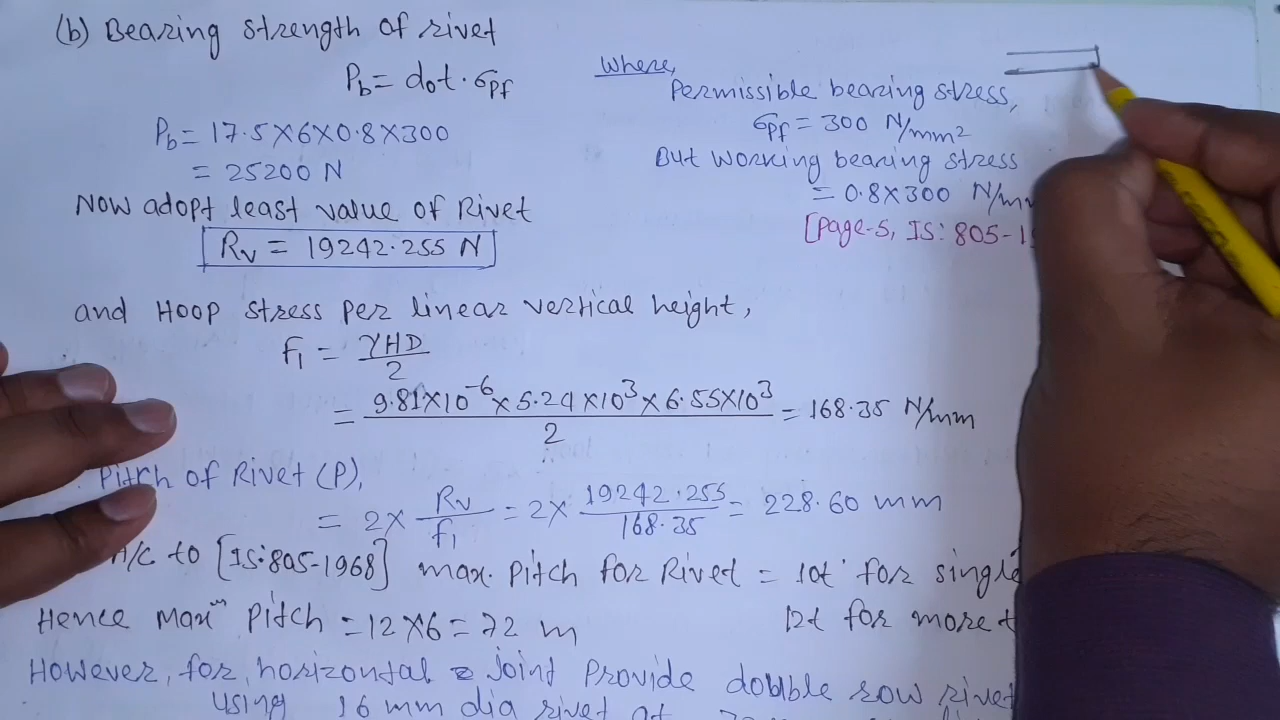 (b) Bearing strength of rivet
Pb = dot·σpf
Pb = 17.5×6×0.8×300
= 25200 N
Where,
Permissible bearing stress,
σpf = 300 N/mm2
But working bearing stress
= 0.8×300 N/m
[Page-5, IS: 805-1
Now adopt least value of Rivet
Rv = 19242.255 N
and Hoop stress per linear vertical height,
f1 = γHD/2
= 9.81×10-6 × 5.24×103 × 6.55×103 / 2 = 168.35 N/mm
Pitch of Rivet (P),
= 2× Rv/f1 = 2× 19242.255/168.35 = 228.60 mm
A/c to [IS:805-1968] max. Pitch for Rivet = 10t for single
12t for more t
Hence Maxm Pitch = 12×6 = 72 m
However, for horizontal joint Provide double row rivet
using 16 mm dia rivet at